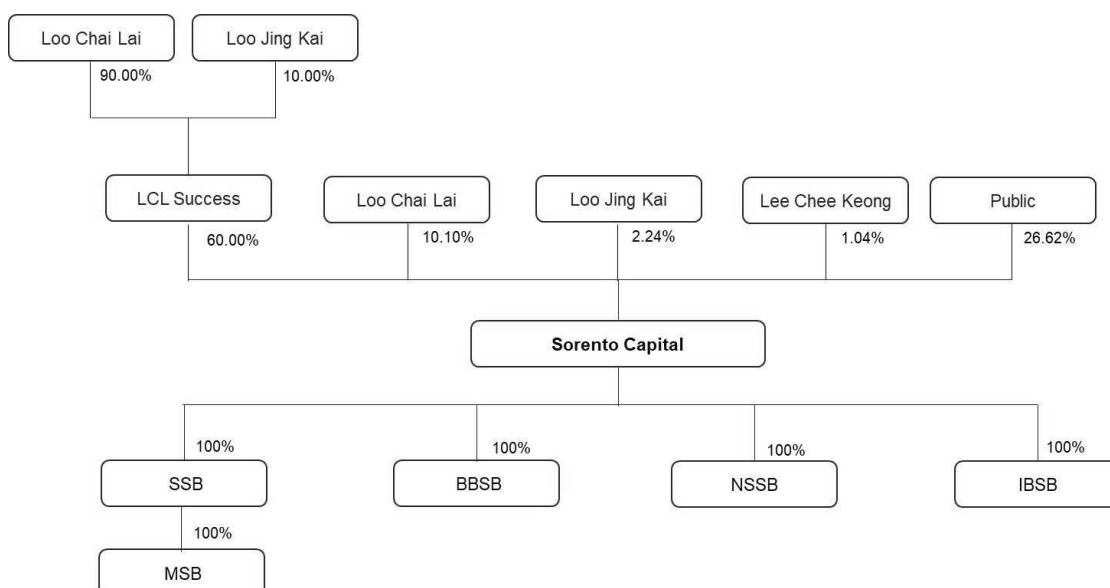 Loo Chai Lai
Loo Jing Kai
90.00%
10.00%
LCL Success
Loo Chai Lai
Loo Jing Kai
Lee Chee Keong
Public
60.00%
10.10%
2.24%
1.04%
26.62%
Sorento Capital
100%
100%
100%
100%
SSB
BBSB
NSSB
IBSB
100%
MSB